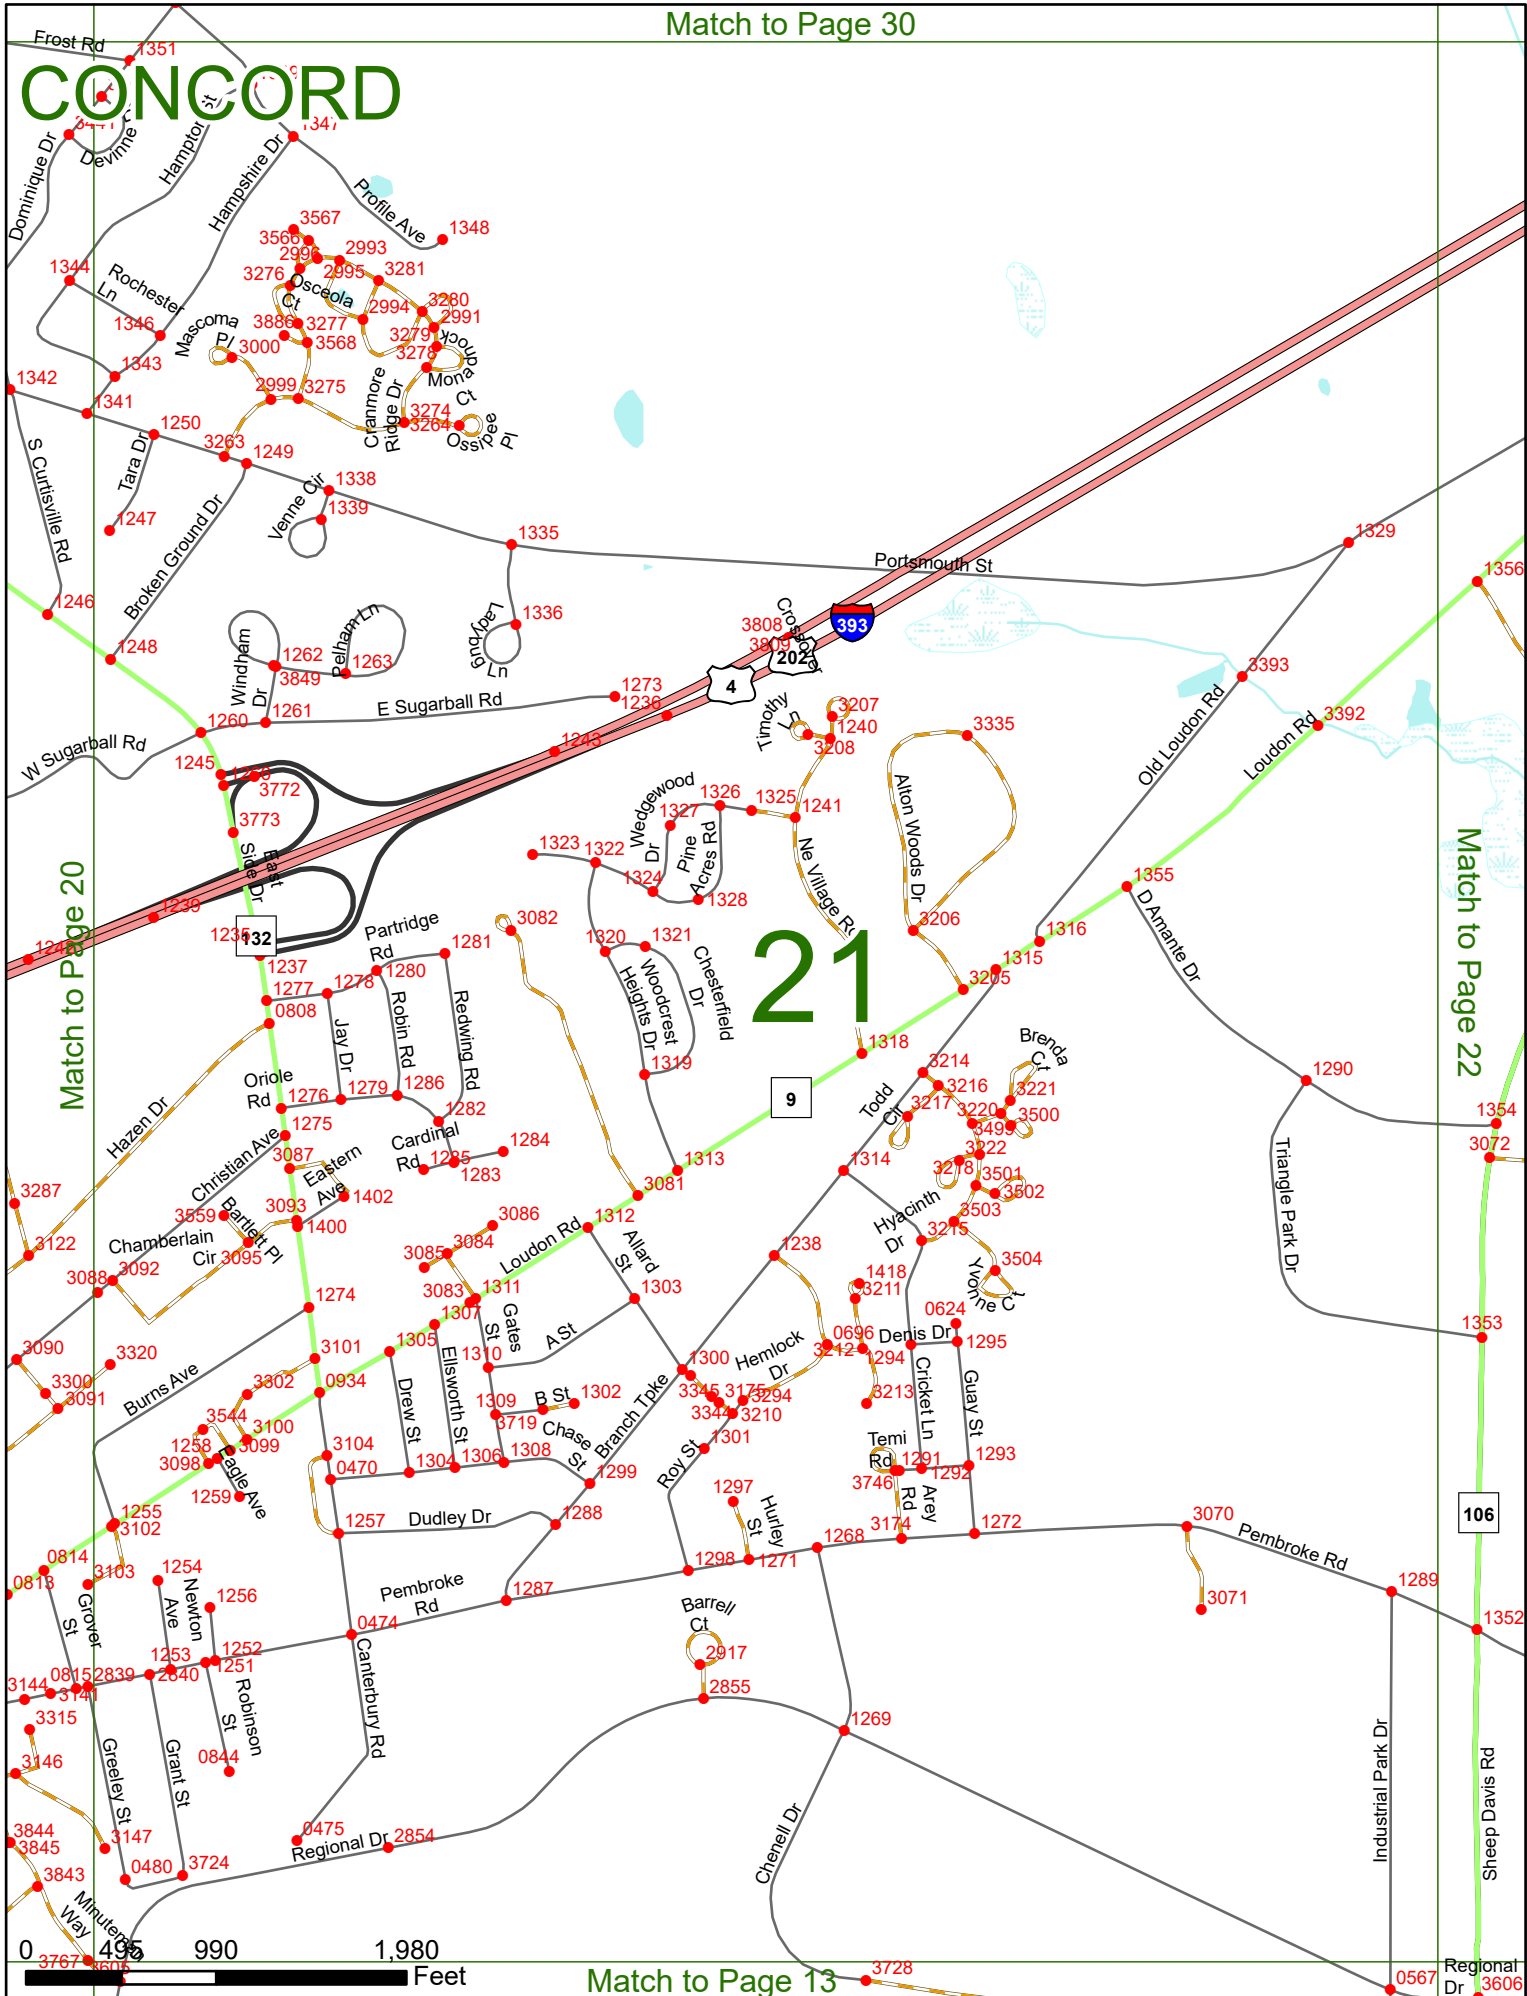 Match to Page 30
Frost Rd
1351
CONCORD
1347
Devinne
Dominique Dr
Hampshire Dr
Profile Ave
1348
3567
3566
2996
2993
2995
3281
3276
Osceola
Ct
1344
Rochester
Ln
2994
3280
2991
3886
3277
3279
1346
Mascoma
Pl
3000
3568
3278
Mona
Ct
1343
1342
2999
3275
Cranmore
Ridge Dr
1341
3274
3264
Ossipee
Pl
1250
3263
1249
S Curtisville Rd
Tara Dr
1338
Venne Cir
1339
1247
Broken Ground Dr
1335
1329
Portsmouth St
1356
1246
1336
Ladybug
Ln
Crossover
3808
3809
393
202
4
1248
Windham
Dr
1262
3849
Pelham Ln
1263
3393
1273
1236
E Sugarball Rd
1261
1260
Timothy
Ln
3207
1240
3208
3335
Old Loudon Rd
Loudon Rd
3392
W Sugarball Rd
1243
1245
3772
3773
East
Side Dr
Wedgewood
Dr
1326
1327
1325
1241
Pine
Acres Rd
Alton Woods Dr
1323
1322
1324
1328
Ne Village Rd
1355
Match to Page 20
Match to Page 22
D Amante Dr
1239
132
1235
1237
Partridge
Rd
1281
3082
1320
1321
Chesterfield
Dr
Woodcrest
Heights Dr
21
3206
1316
1315
3205
1277
1278
1280
0808
Jay Dr
Robin Rd
Redwing Rd
1318
1319
Brenda
Ct
3214
3216
1290
Oriole
Rd
1276
1279
1286
9
Todd
Cir
3217
3221
3220
3500
1275
1282
Hazen Dr
Christian Ave
3087
Eastern
Ave
Cardinal
Rd
1285
1284
1283
1354
3072
3222
3218
3501
3502
1313
1314
3081
3287
1402
3559
Bartlett Pl
3093
1400
3086
1312
Hyacinth
Dr
3503
3215
Triangle Park Dr
3122
Chamberlain
Cir
3095
3085
3084
Loudon Rd
Allard
St
1238
3504
Yvonne Ct
3088
3092
3083
1311
1303
1418
3211
1274
1307
Gates
St
A St
0624
Denis Dr
1295
1353
3090
3320
3101
1305
1310
Ellsworth St
Drew St
1300
Hemlock
Dr
0696
3212
1294
3300
3091
Burns Ave
3302
0934
1309
3719
B St
1302
3345
3344
3175
3294
3210
3213
Cricket Ln
Guay St
3544
3100
3099
1258
3098
Eagle Ave
1259
3104
0470
1304
1306
1308
Chase
St
Branch Tpke
1299
1301
Roy St
Temi
Rd
1291
1292
1293
3746
Arey
Rd
1297
Hurley
St
1255
3102
1257
Dudley Dr
1288
3174
1272
3070
Pembroke Rd
106
1268
0814
0813
3103
1254
1298
1271
Grover
St
Newton
Ave
1256
Pembroke
Rd
1287
Barrell
Ct
3071
1289
1352
0474
1253
1252
1251
2917
0815
2839
2840
3144
3141
Robinson
St
Canterbury Rd
2855
1269
3315
3146
Greeley St
Grant St
0844
Industrial Park Dr
Sheep Davis Rd
3844
3845
3147
0475
Regional Dr
2854
Chenell Dr
0480
3724
3843
Minuteman
Way
0 495 990 1,980
Feet
3767
Match to Page 13
3728
0567
Regional
Dr
3606